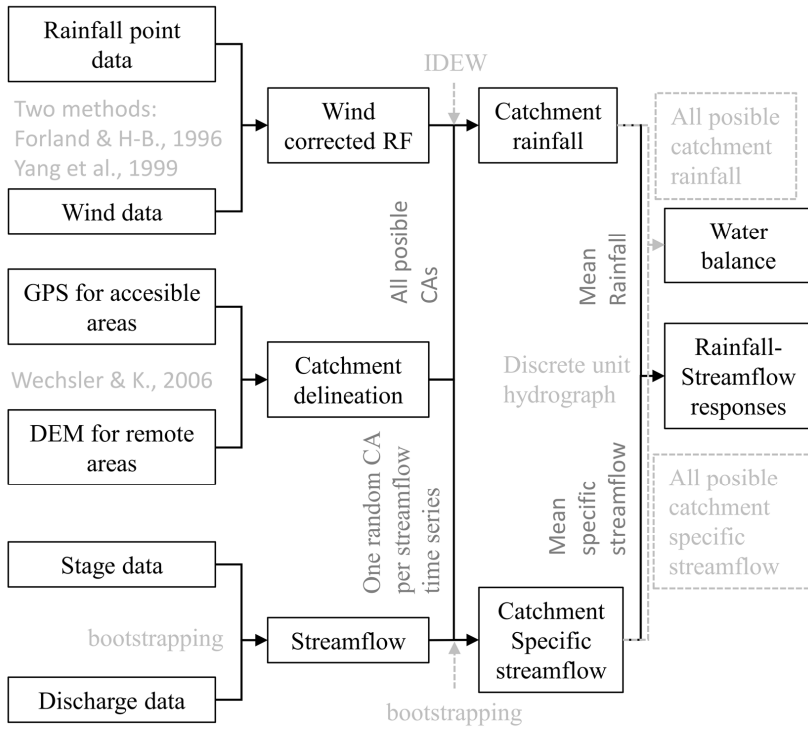 Rainfall point
data
Two methods:
Forland & H-B., 1996
Yang et al., 1999
Wind data
GPS for accesible
areas
Wechsler & K., 2006
DEM for remote
areas
Stage data
bootstrapping
Discharge data
Wind
corrected RF
Catchment
delineation
Streamflow
IDEW
All posible
CAs
One random CA
per streamflow
time series
bootstrapping
Catchment
rainfall
Catchment
Specific
streamflow
Mean
Rainfall
Discrete unit
hydrograph
Mean
specific
streamflow
All posible
catchment
rainfall
Water
balance
Rainfall-
Streamflow
responses
All posible
catchment
specific
streamflow